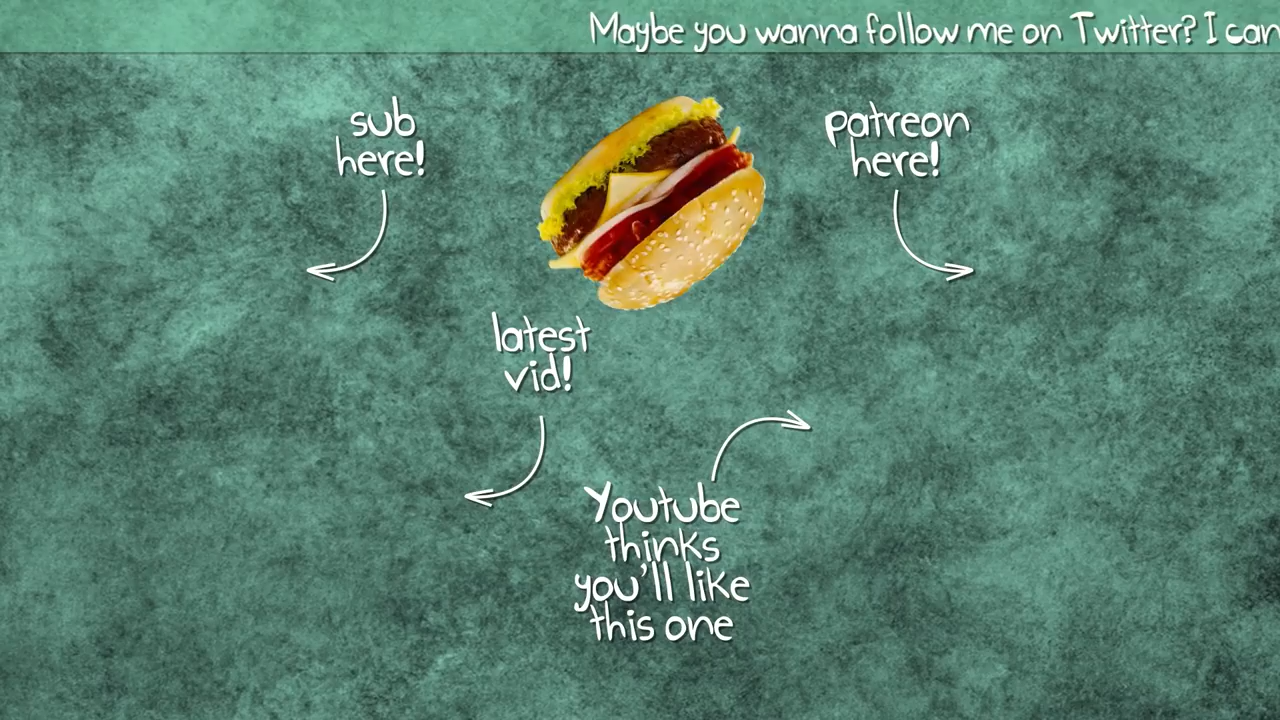 Maybe you wanna follow me on Twitter? I can
sub
here!
patreon
here!
latest
vid!
Youtube
thinks
you'll like
this one